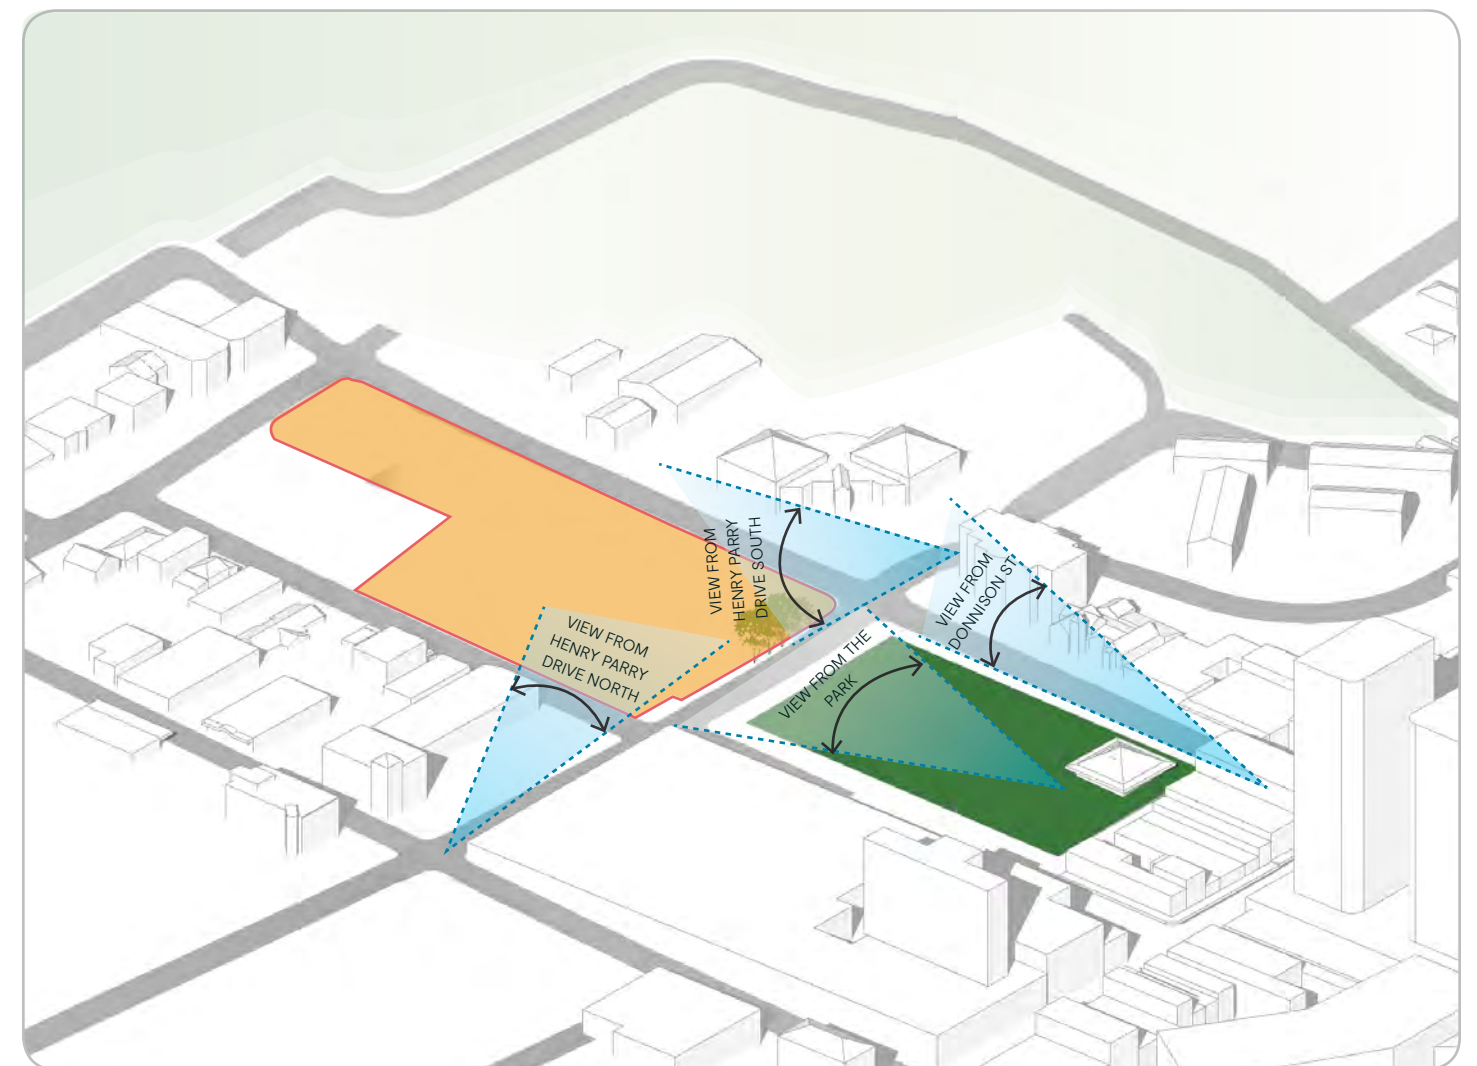 VIEW FROM
HENRY PARRY
DRIVE SOUTH
VIEW FROM
DONNISON ST
VIEW FROM
HENRY PARRY
DRIVE NORTH
VIEW FROM THE
PARK